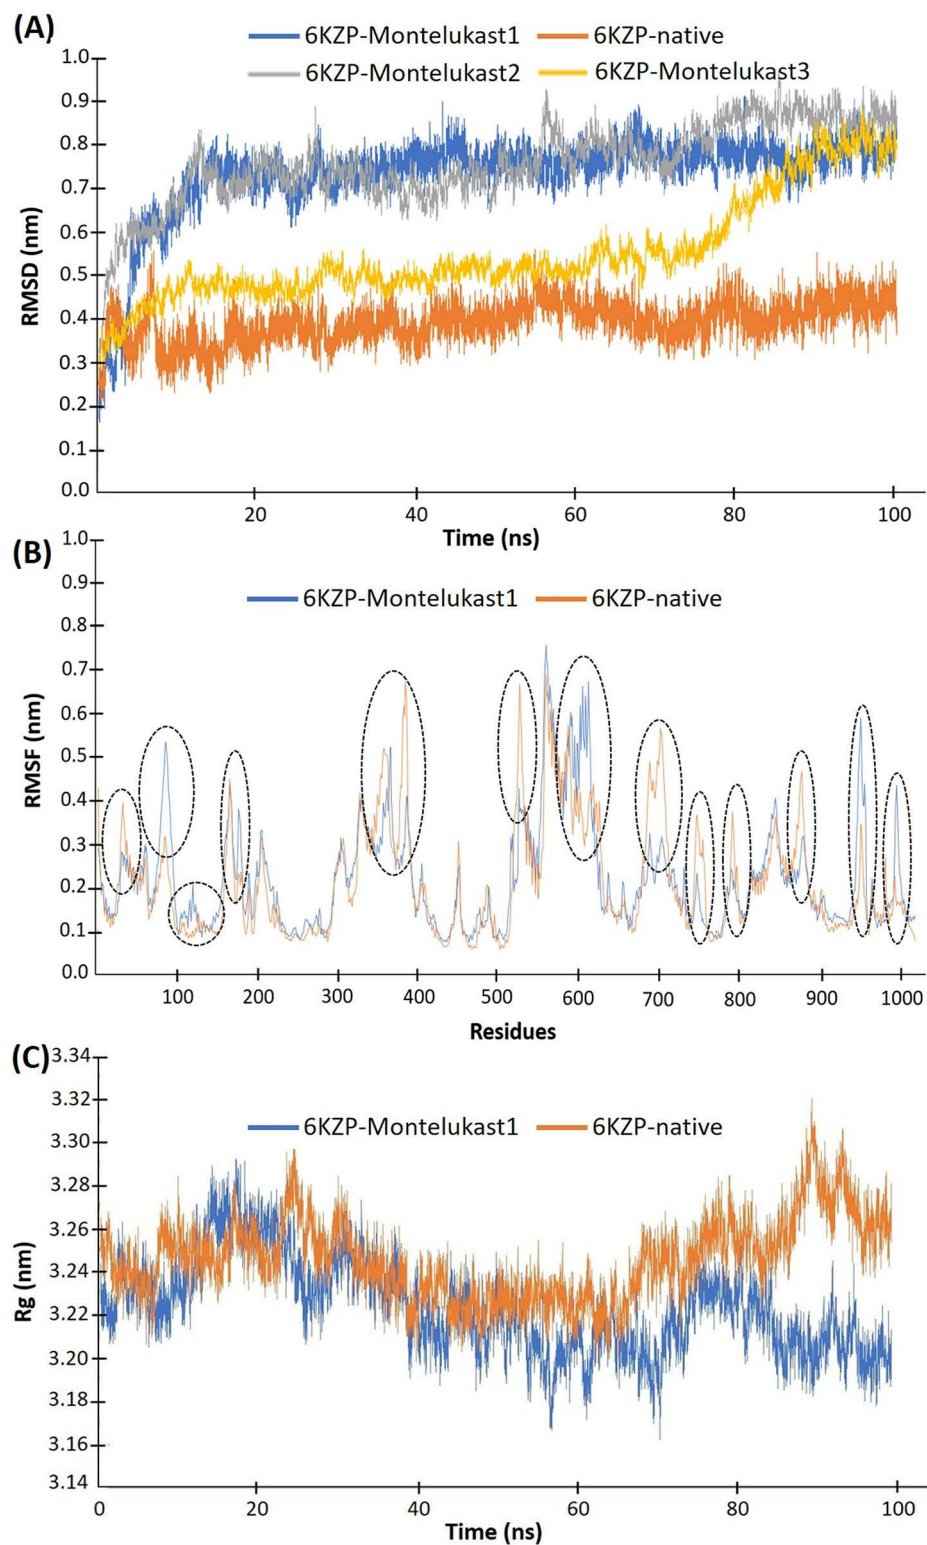 (A)
6KZP-Montelukast1 6KZP-native
6KZP-Montelukast2 6KZP-Montelukast3
1.0
0.9
0.8
0.7
0.6
0.5
0.4
0.3
0.2
0.1
0.0
RMSD (nm)
20 40 60 80 100
Time (ns)
(B)
6KZP-Montelukast1 6KZP-native
1.0
0.9
0.8
0.7
0.6
0.5
0.4
0.3
0.2
0.1
0.0
RMSF (nm)
100 200 300 400 500 600 700 800 900 1000
Residues
(C)
6KZP-Montelukast1 6KZP-native
3.34
3.32
3.30
3.28
3.26
3.24
3.22
3.20
3.18
3.16
3.14
Rg (nm)
0 20 40 60 80 100
Time (ns)